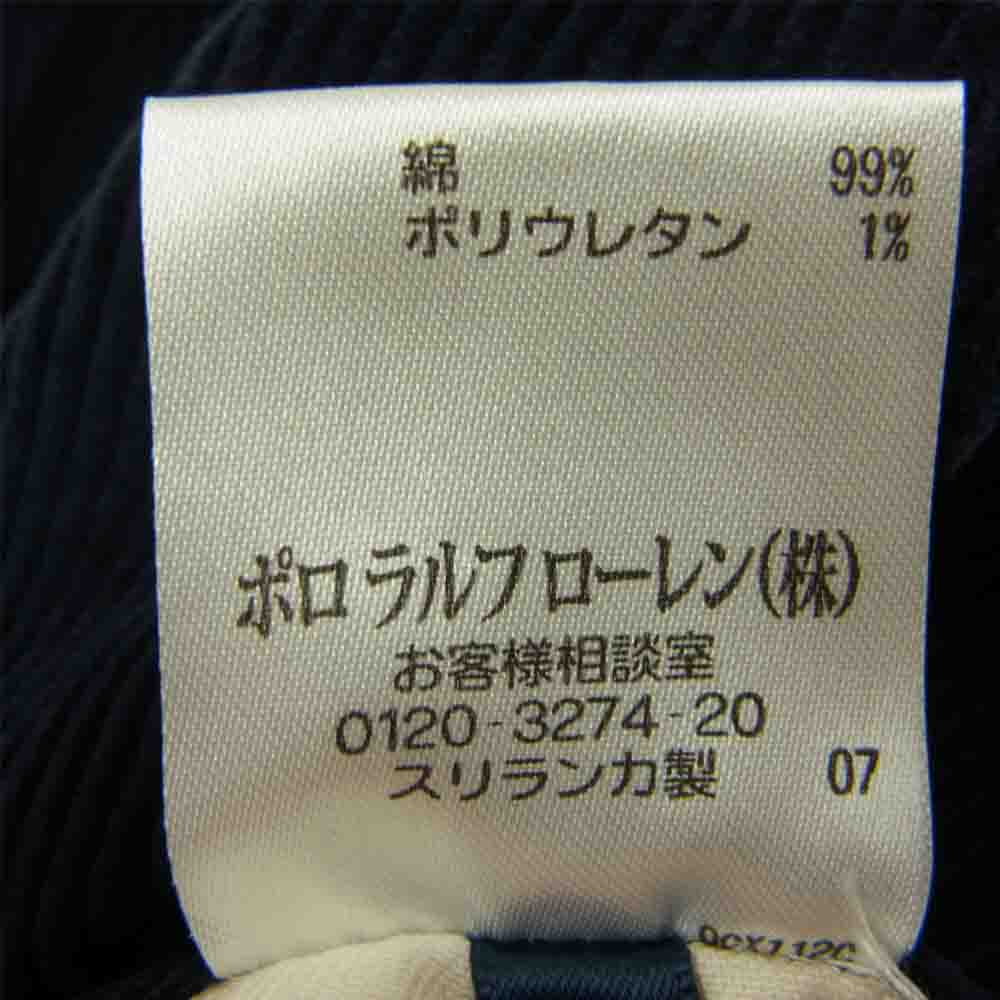 綿 99%
ポリウレタン 1%
ポロ ラルフ ローレン(株)
お客様相談室
0120-3274-20
スリランカ製 07